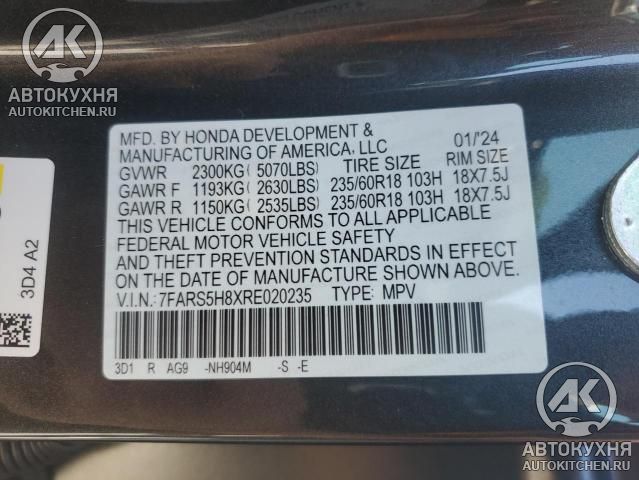 AK
АВТОКУХНЯ
AUTOKITCHEN.RU
MFD. BY HONDA DEVELOPMENT &
MANUFACTURING OF AMERICA, LLC 01/'24
GVWR 2300KG( 5070LBS) TIRE SIZE RIM SIZE
GAWR F 1193KG( 2630LBS) 235/60R18 103H 18X7.5J
GAWR R 1150KG( 2535LBS) 235/60R18 103H 18X7.5J
THIS VEHICLE CONFORMS TO ALL APPLICABLE
FEDERAL MOTOR VEHICLE SAFETY
AND THEFT PREVENTION STANDARDS IN EFFECT
ON THE DATE OF MANUFACTURE SHOWN ABOVE.
V.I.N.: 7FARS5H8XRE020235 TYPE: MPV
3D1 R AG9 -NH904M -S -E
3D4 A2
AK
АВТОКУХНЯ
AUTOKITCHEN.RU